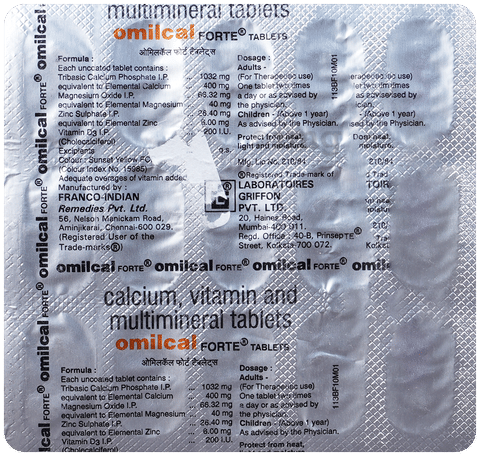 multimineral tablets
omilcal FORTE® TABLETS
ओमिलकॅल फोर्ट टॅबलेट्स
Formula :
Each uncoated tablet contains :
Tribasic Calcium Phosphate I.P. ... 1032 mg
equivalent to Elemental Calcium ... 400 mg
Magnesium Oxide I.P. ... 66.32 mg
equivalent to Elemental Magnesium ... 40 mg
Zinc Sulphate I.P. ... 26.40 mg
equivalent to Elemental Zinc ... 6.00 mg
Vitamin D3 I.P. ... 200 I.U.
(Cholecalciferol)
Excipients q.s.
Colour : Sunset Yellow FC
(Colour Index No. 15985)
Adequate overages of vitamin added
Manufactured by :
FRANCO-INDIAN
Remedies Pvt. Ltd.
56, Nelson Manickam Road,
Aminjikarai, Chennai-600 029.
(Registered User of the
Trade-marks®)
Dosage :
Adults -
(For Therapeutic use)
One tablet two times
a day or as advised by
the physician.
Children - (Above 1 year)
As advised by the Physician.
Protect from heat,
light and moisture.
Mfg. Lic No. 210/84
®Registered Trade-mark of
LABORATOIRES
GRIFFON
PVT. LTD.
20, Haines Road,
Mumbai-400 011.
Regd. Office : 40-B, Prinsep
Street, Kolkata-700 072.
113BF10M01
omilcal FORTE® omilcal FORTE® omilcal FORTE® omilcal
omilcal FORTE® omilcal FORTE® omilcal FORTE®
calcium, vitamin and
multimineral tablets
omilcal FORTE® TABLETS
ओमिलकॅल फोर्ट टॅबलेट्स
Formula :
Each uncoated tablet contains :
Tribasic Calcium Phosphate I.P. ... 1032 mg
equivalent to Elemental Calcium ... 400 mg
Magnesium Oxide I.P. ... 66.32 mg
equivalent to Elemental Magnesium ... 40 mg
Zinc Sulphate I.P. ... 26.40 mg
equivalent to Elemental Zinc ... 6.00 mg
Vitamin D3 I.P. ... 200 I.U.
(Cholecalciferol)
Dosage :
Adults -
(For Therapeutic use)
One tablet two times
a day or as advised by
the physician.
Children - (Above 1 year)
As advised by the Physician.
Protect from heat,
light and moisture.
113BF10M01